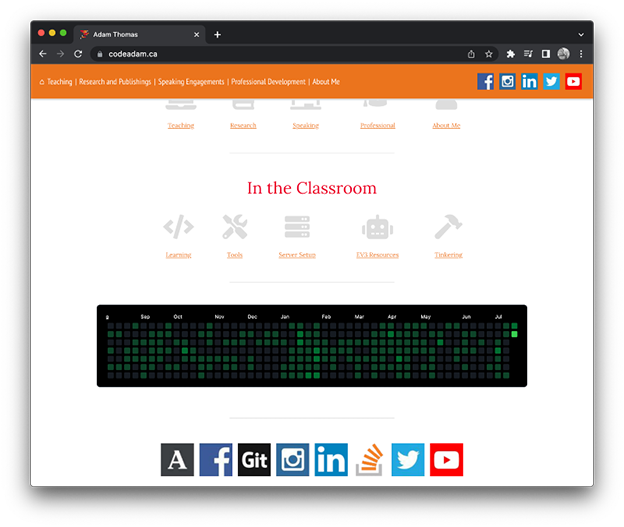 Adam Thomas
codeadam.ca
Teaching | Research and Publishings | Speaking Engagements | Professional Development | About Me
Teaching Research Speaking Professional About Me
In the Classroom
Learning Tools Server Setup EV3 Resources Tinkering
g Sep Oct Nov Dec Jan Feb Mar Apr May Jun Jul
A f Git in